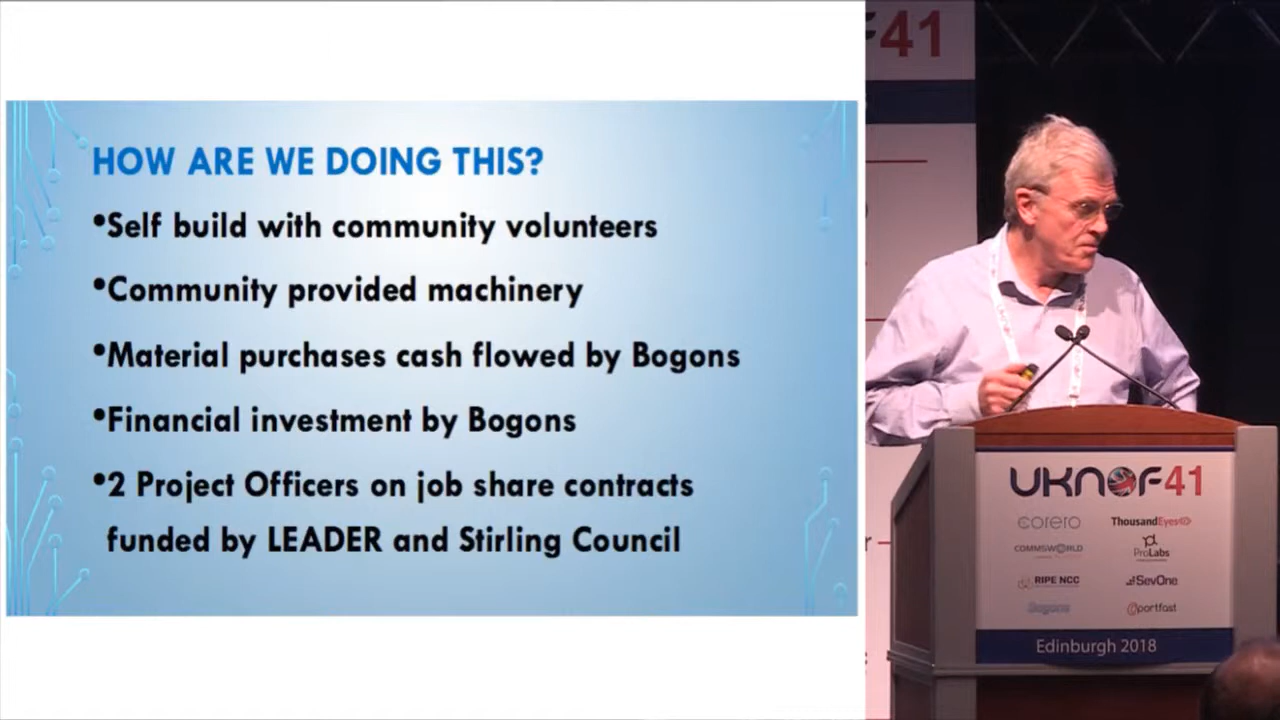 HOW ARE WE DOING THIS?
•Self build with community volunteers
•Community provided machinery
•Material purchases cash flowed by Bogons
•Financial investment by Bogons
•2 Project Officers on job share contracts
funded by LEADER and Stirling Council
41
UKNOF41
corero
ThousandEyes
COMMSWORLD
ProLabs
RIPE NCC
SevOne
Bogons
portfast
Edinburgh 2018